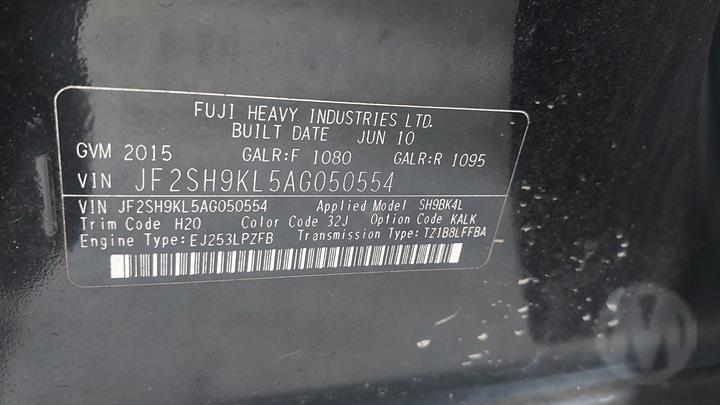 FUJI HEAVY INDUSTRIES LTD.
BUILT DATE JUN 10
GVM 2015 GALR:F 1080 GALR:R 1095
VIN JF2SH9KL5AG050554
VIN JF2SH9KL5AG050554 Applied Model SH9BK4L
Trim Code H20 Color Code 32J Option Code KALK
Engine Type:EJ253LPZFB Transmission Type:TZ1B8LFFBA
M